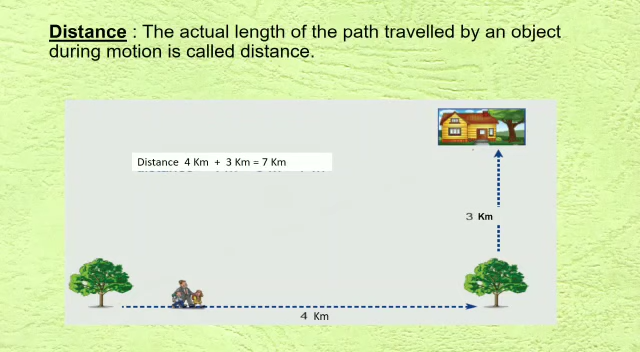 Distance : The actual length of the path travelled by an object
during motion is called distance.
Distance 4 Km + 3 Km = 7 Km
3 Km
4 Km